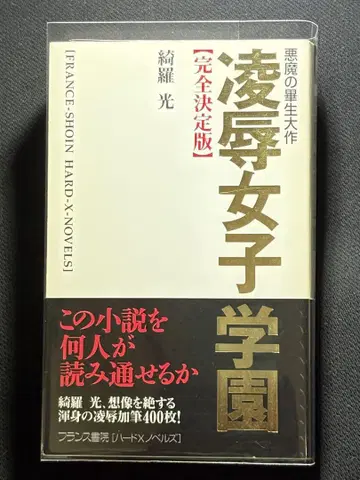 悪魔の畢生大作
凌辱女子学園
【完全決定版】
綺羅 光
[FRANCE-SHOIN HARD-X-NOVELS]
この小説を
何人が
読み通せるか
綺羅 光、想像を絶する
渾身の凌辱加筆400枚!
フランス書院[ハードXノベルズ]